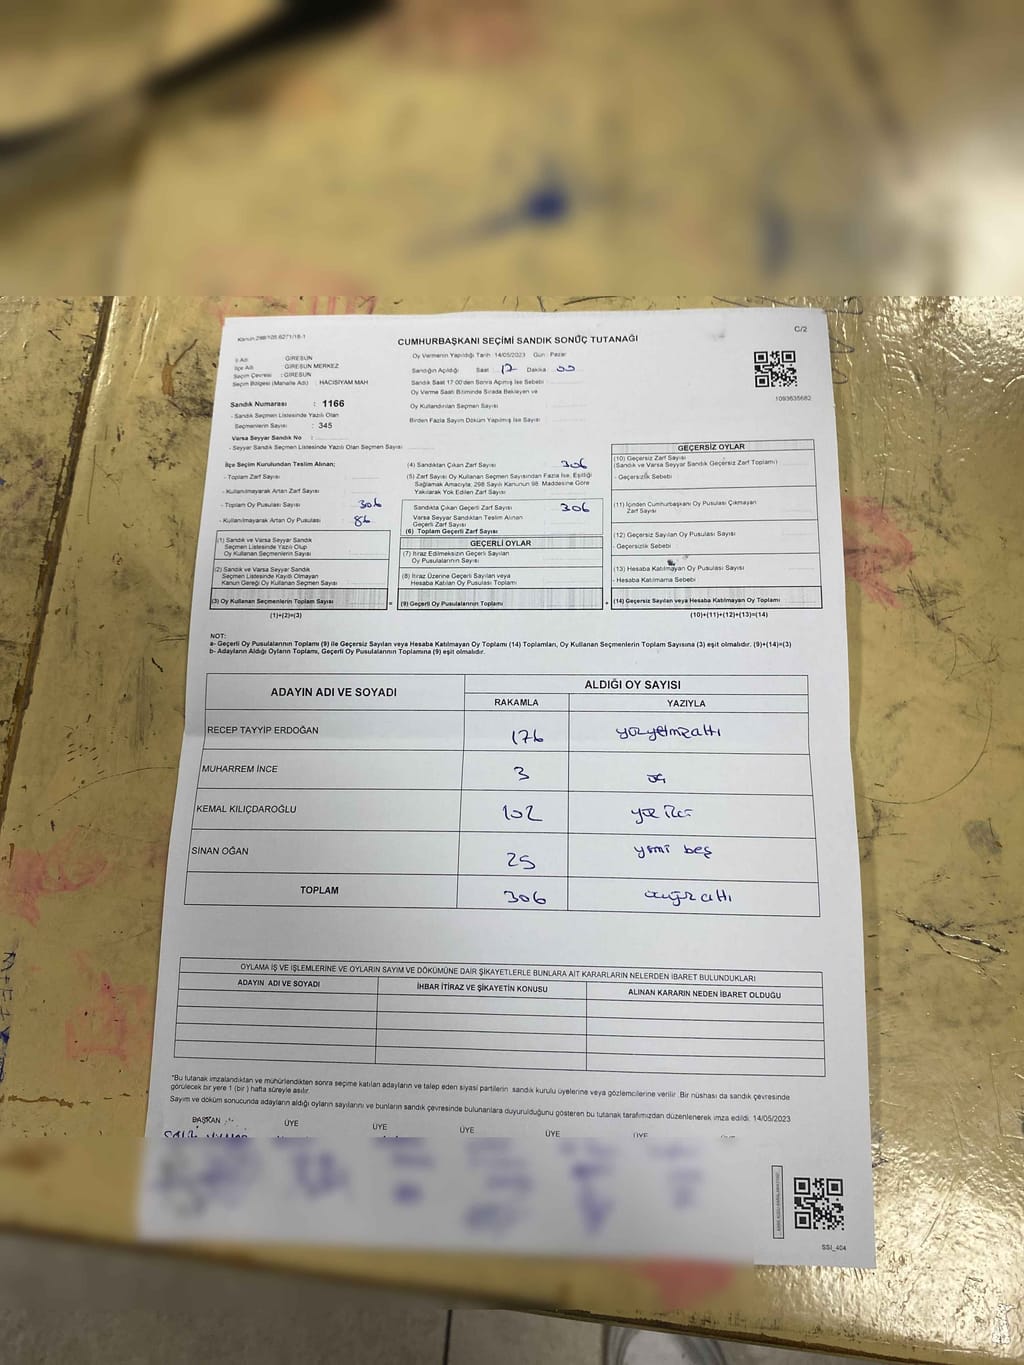 Kanun:298/105 6271/18-1
C/2
CUMHURBAŞKANI SEÇİMİ SANDIK SONUÇ TUTANAĞI
İl Adı : GİRESUN
İlçe Adı : GİRESUN MERKEZ
Seçim Çevresi : GİRESUN
Seçim Bölgesi (Mahalle Adı) : HACISİYAM MAH
Oy Vermenin Yapıldığı Tarih :14/05/2023 Gün : Pazar
Sandığın Açıldığı Saat 17 Dakika 00
Sandık Saat 17:00'den Sonra Açılmış İse Sebebi
Oy Verme Saati Bitiminde Sırada Bekleyen ve
Oy Kullandırılan Seçmen Sayısı
Birden Fazla Sayım Döküm Yapılmış İse Sayısı
1093635682
Sandık Numarası : 1166
- Sandık Seçmen Listesinde Yazılı Olan
Seçmenlerin Sayısı : 345
Varsa Seyyar Sandık No :
- Seyyar Sandık Seçmen Listesinde Yazılı Olan Seçmen Sayısı
İlçe Seçim Kurulundan Teslim Alınan;
- Toplam Zarf Sayısı
- Kullanılmayarak Artan Zarf Sayısı
- Toplam Oy Pusulası Sayısı 306
- Kullanılmayarak Artan Oy Pusulası 86
(1) Sandık ve Varsa Seyyar Sandık
Seçmen Listesinde Yazılı Olup
Oy Kullanan Seçmenlerin Sayısı
(2) Sandık ve Varsa Seyyar Sandık
Seçmen Listesinde Kayıtlı Olmayan
Kanun Gereği Oy Kullanan Seçmen Sayısı
(3) Oy Kullanan Seçmenlerin Toplam Sayısı
(1)+(2)=(3)
(4) Sandıktan Çıkan Zarf Sayısı 306
(5) Zarf Sayısı Oy Kullanan Seçmen Sayısından Fazla İse, Eşitliği
Sağlamak Amacıyla; 298 Sayılı Kanunun 98. Maddesine Göre
Yakılarak Yok Edilen Zarf Sayısı
Sandıkta Çıkan Geçerli Zarf Sayısı 306
Varsa Seyyar Sandıktan Teslim Alınan
Geçerli Zarf Sayısı
(6) Toplam Geçerli Zarf Sayısı
GEÇERLİ OYLAR
(7) İtiraz Edilmeksizin Geçerli Sayılan
Oy Pusulalarının Sayısı
(8) İtiraz Üzerine Geçerli Sayılan veya
Hesaba Katılan Oy Pusulası Toplamı
= (9) Geçerli Oy Pusulalarının Toplamı
GEÇERSİZ OYLAR
(10) Geçersiz Zarf Sayısı
(Sandık ve Varsa Seyyar Sandık Geçersiz Zarf Toplamı)
- Geçersizlik Sebebi
(11) İçinden Cumhurbaşkanı Oy Pusulası Çıkmayan
Zarf Sayısı
(12) Geçersiz Sayılan Oy Pusulası Sayısı
- Geçersizlik Sebebi
(13) Hesaba Katılmayan Oy Pusulası Sayısı
- Hesaba Katılmama Sebebi
+ (14) Geçersiz Sayılan veya Hesaba Katılmayan Oy Toplamı
(10)+(11)+(12)+(13)=(14)
NOT:
a- Geçerli Oy Pusulalarının Toplamı (9) ile Geçersiz Sayılan veya Hesaba Katılmayan Oy Toplamı (14) Toplamları, Oy Kullanan Seçmenlerin Toplam Sayısına (3) eşit olmalıdır. (9)+(14)=(3)
b- Adayların Aldığı Oyların Toplamı, Geçerli Oy Pusulalarının Toplamına (9) eşit olmalıdır.
ADAYIN ADI VE SOYADI
ALDIĞI OY SAYISI
RAKAMLA
YAZIYLA
RECEP TAYYİP ERDOĞAN 176 yüzyetmişaltı
MUHARREM İNCE 3 üç
KEMAL KILIÇDAROĞLU 102 yüz iki
SİNAN OĞAN 25 yirmi beş
TOPLAM 306 üçyüz altı
OYLAMA İŞ VE İŞLEMLERİNE VE OYLARIN SAYIM VE DÖKÜMÜNE DAİR ŞİKAYETLERLE BUNLARA AİT KARARLARIN NELERDEN İBARET BULUNDUKLARI
ADAYIN ADI VE SOYADI
İHBAR İTİRAZ VE ŞİKAYETİN KONUSU
ALINAN KARARIN NEDEN İBARET OLDUĞU
*Bu tutanak imzalandıktan ve mühürlendikten sonra seçime katılan adayların ve talep eden siyasi partilerin sandık kurulu üyelerine veya gözlemcilerine verilir. Bir nüshası da sandık çevresinde
görülecek bir yere 1 (bir ) hafta süreyle asılır.
Sayım ve döküm sonucunda adayların aldığı oyların sayılarını ve bunların sandık çevresinde bulunanlara duyurulduğunu gösteren bu tutanak tarafımızdan düzenlenerek imza edildi. 14/05/2023
BAŞKAN ÜYE ÜYE ÜYE ÜYE ÜYE ÜYE
SSİ_404